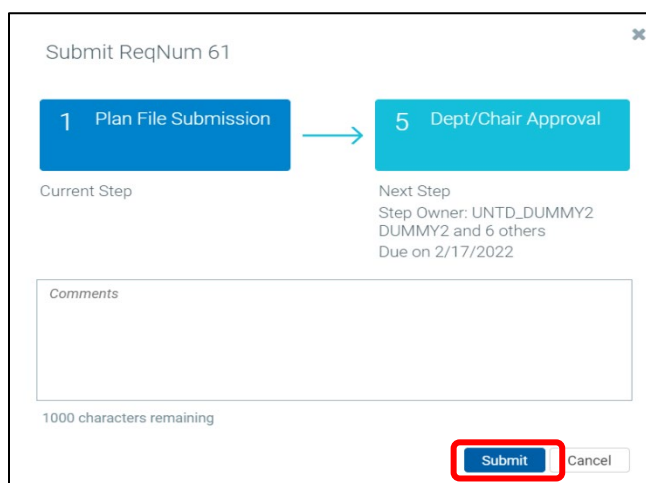 Submit ReqNum 61
1 Plan File Submission
5 Dept/Chair Approval
Current Step
Next Step
Step Owner: UNTD_DUMMY2
DUMMY2 and 6 others
Due on 2/17/2022
Comments
1000 characters remaining
Submit
Cancel